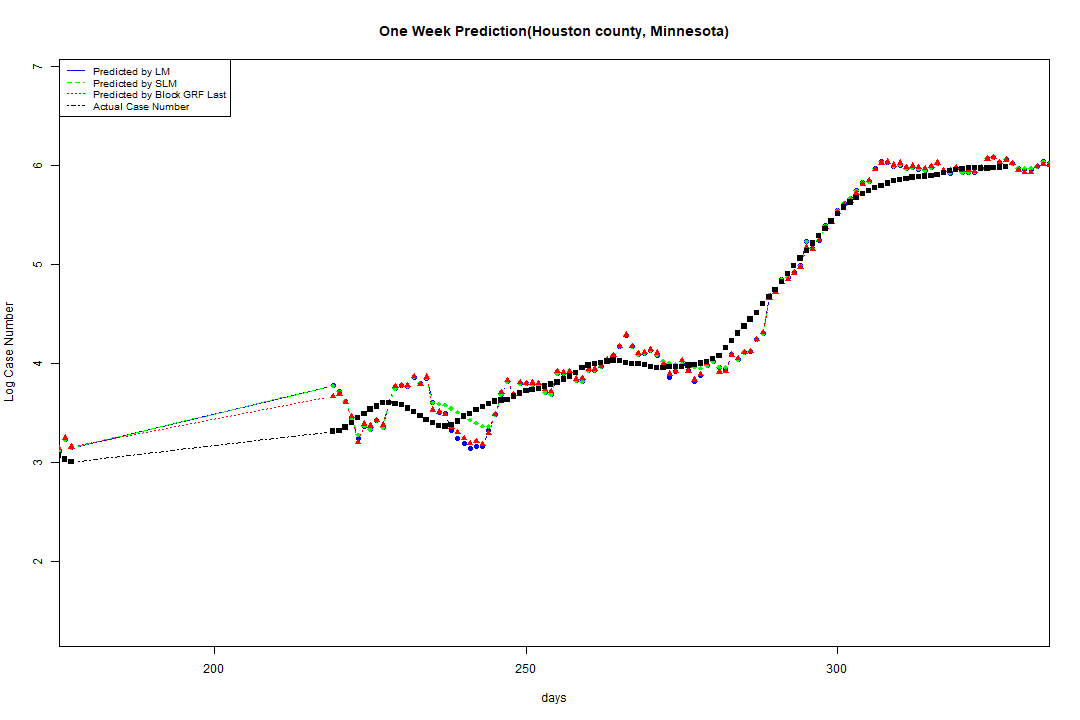 One Week Prediction(Houston county, Minnesota)
Predicted by LM
Predicted by SLM
Predicted by Block GRF Last
Actual Case Number
7
6
5
4
3
2
Log Case Number
200 250 300
days